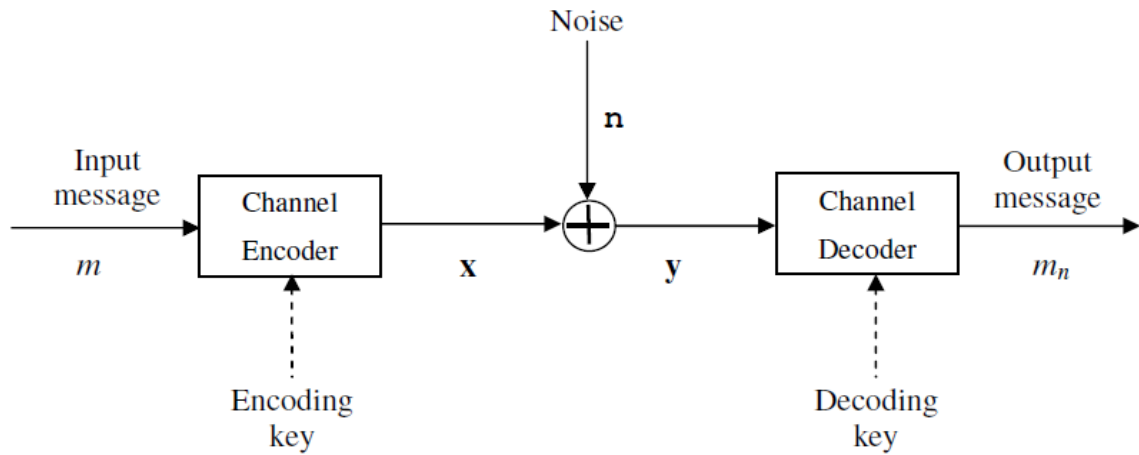 Noise
n
Input
message
m
Channel
Encoder
x
y
Channel
Decoder
Output
message
mn
Encoding
key
Decoding
key